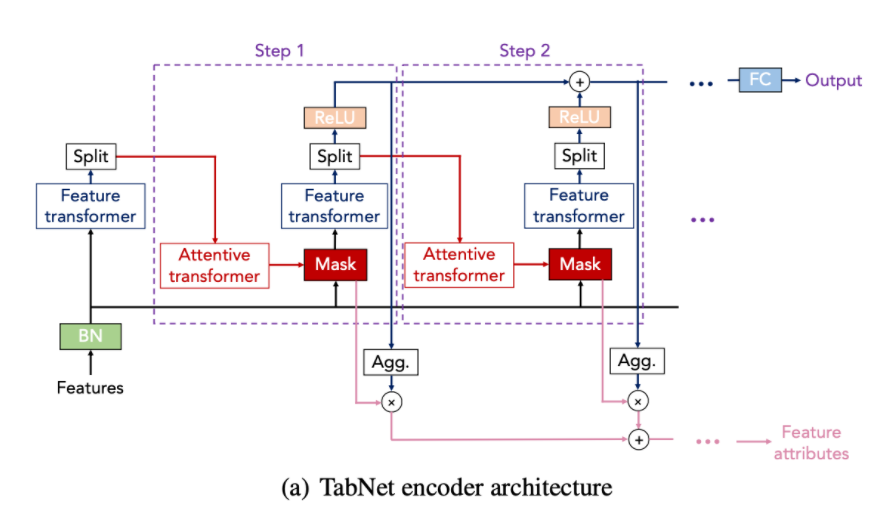 Step 1
Step 2
... FC Output
ReLU
ReLU
Split
Split
Split
Feature
transformer
Feature
transformer
Feature
transformer
...
Attentive
transformer
Mask
Attentive
transformer
Mask
BN
Features
Agg.
Agg.
×
×
+
+
... Feature
attributes
(a) TabNet encoder architecture